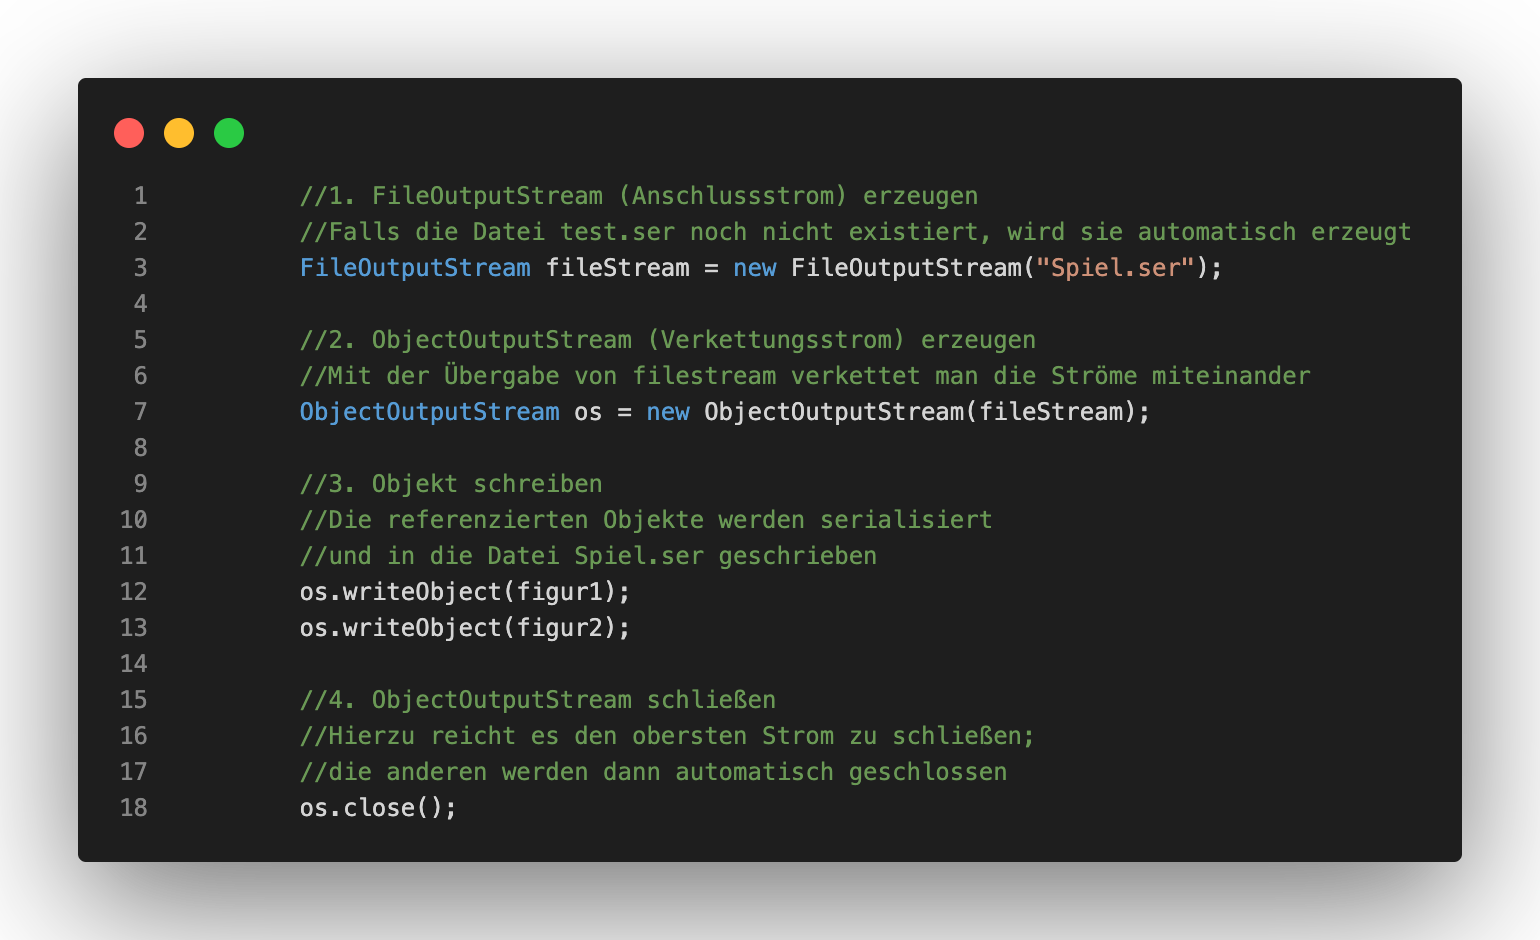 1 //1. FileOutputStream (Anschlussstrom) erzeugen
2 //Falls die Datei test.ser noch nicht existiert, wird sie automatisch erzeugt
3 FileOutputStream fileStream = new FileOutputStream("Spiel.ser");
4
5 //2. ObjectOutputStream (Verkettungsstrom) erzeugen
6 //Mit der Übergabe von filestream verkettet man die Ströme miteinander
7 ObjectOutputStream os = new ObjectOutputStream(fileStream);
8
9 //3. Objekt schreiben
10 //Die referenzierten Objekte werden serialisiert
11 //und in die Datei Spiel.ser geschrieben
12 os.writeObject(figur1);
13 os.writeObject(figur2);
14
15 //4. ObjectOutputStream schließen
16 //Hierzu reicht es den obersten Strom zu schließen;
17 //die anderen werden dann automatisch geschlossen
18 os.close();